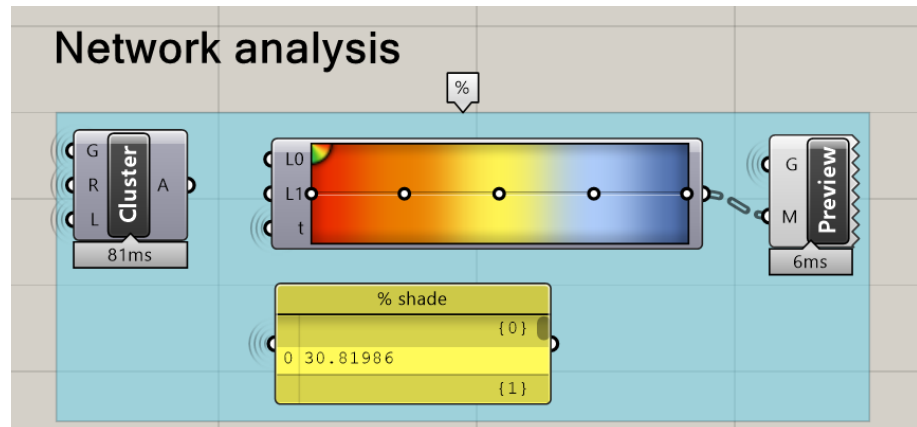 Network analysis
%
G
R
L
Cluster
A
81ms
L0
L1
t
G
M
Preview
6ms
% shade
{0}
0 30.81986
{1}